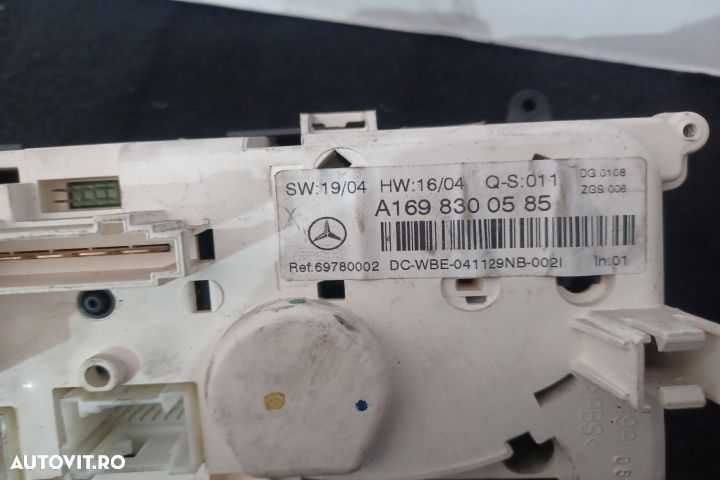 SW:19/04 HW:16/04 Q-S:011 DG:0108
ZGS:006
A169 830 05 85
Ref.69780002 DC-WBE-041129NB-002I In:01
AUTOVIT.RO